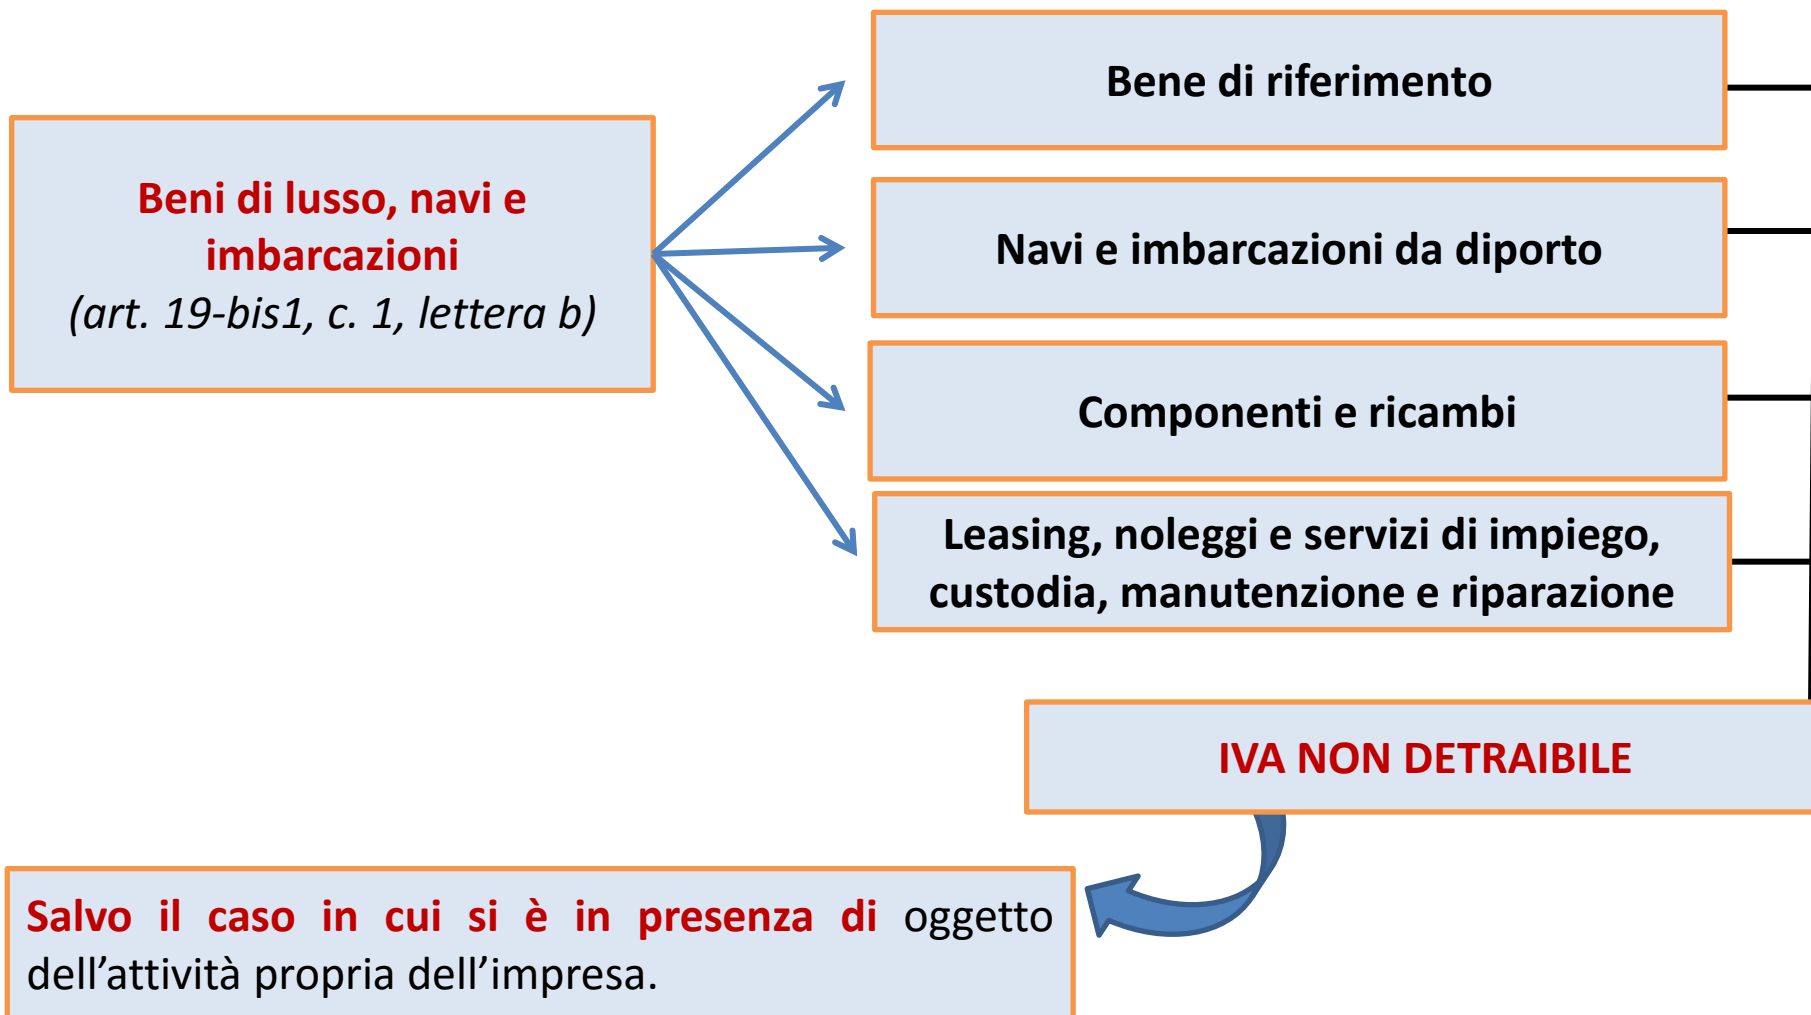 Beni di lusso, navi e
imbarcazioni
(art. 19-bis1, c. 1, lettera b)
Bene di riferimento
Navi e imbarcazioni da diporto
Componenti e ricambi
Leasing, noleggi e servizi di impiego,
custodia, manutenzione e riparazione
IVA NON DETRAIBILE
Salvo il caso in cui si è in presenza di oggetto
dell’attività propria dell’impresa.